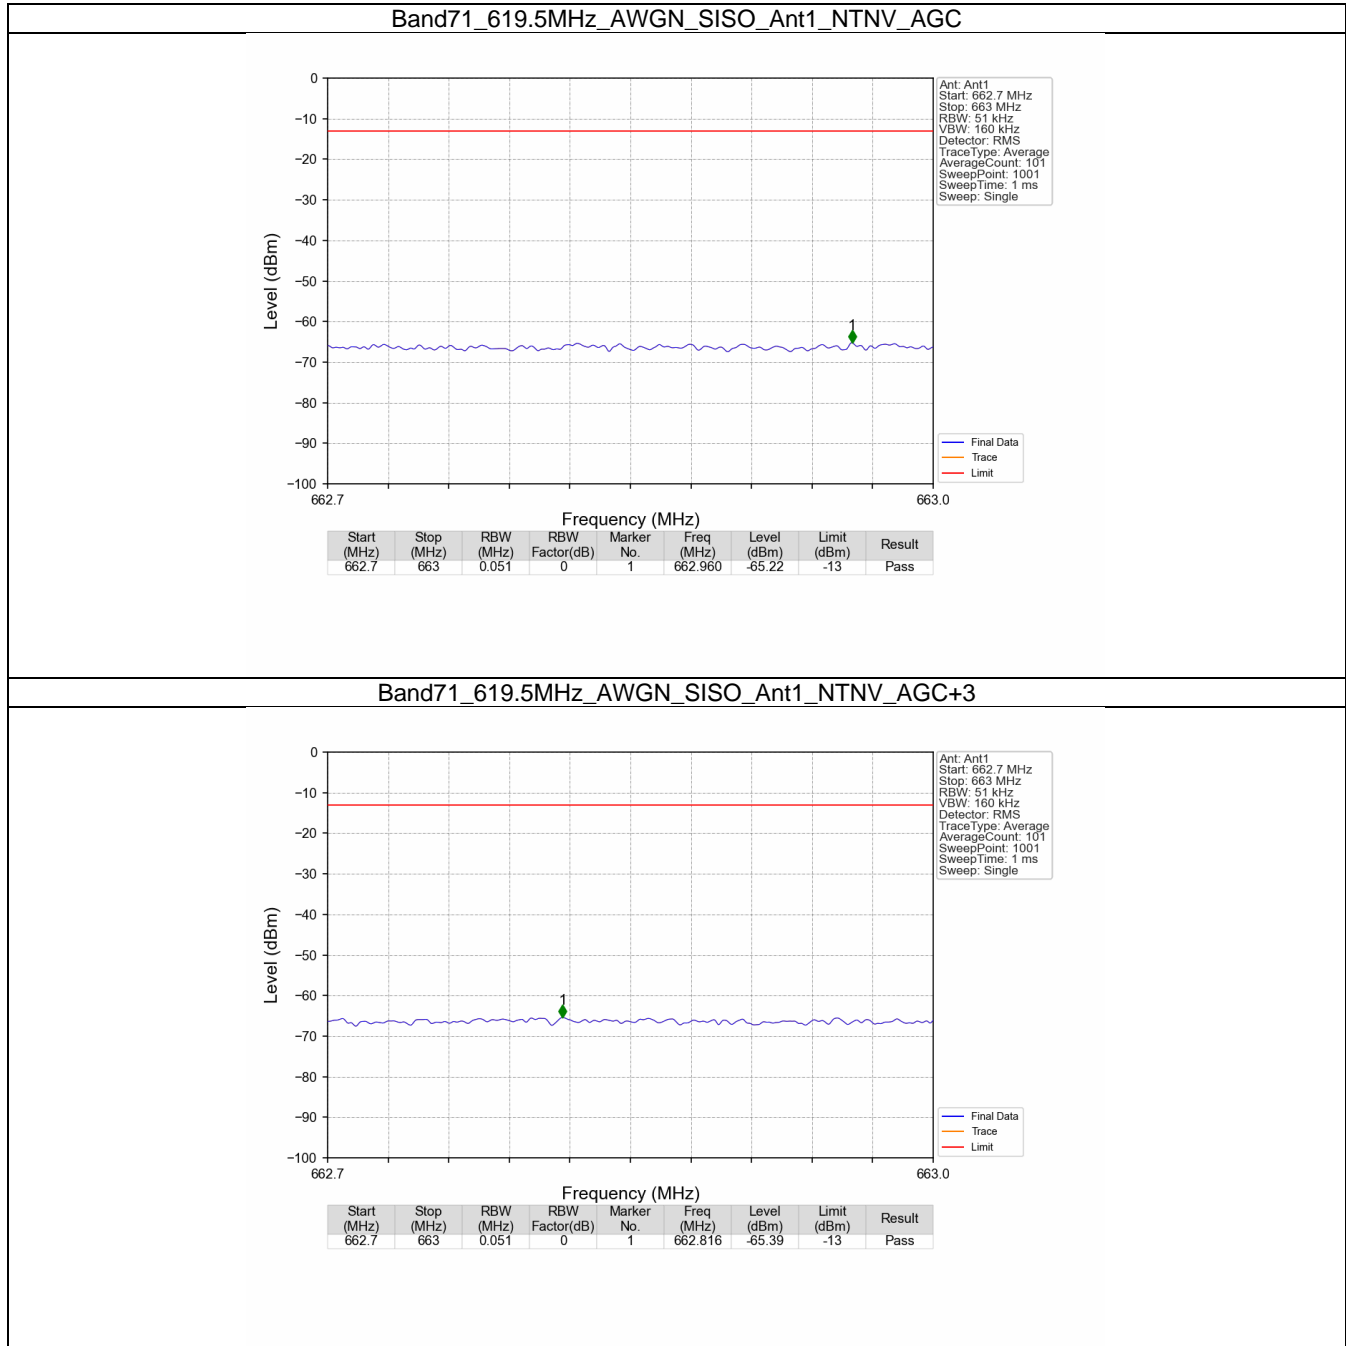 Band71_619.5MHz_AWGN_SISO_Ant1_NTNV_AGC
0
−10
−20
−30
−40
−50
−60
−70
−80
−90
−100
Level (dBm)
1
662.7
663.0
Frequency (MHz)
Ant: Ant1
Start: 662.7 MHz
Stop: 663 MHz
RBW: 51 kHz
VBW: 160 kHz
Detector: RMS
TraceType: Average
AverageCount: 101
SweepPoint: 1001
SweepTime: 1 ms
Sweep: Single
Final Data
Trace
Limit
Start (MHz) Stop (MHz) RBW (MHz) RBW Factor(dB) Marker No. Freq (MHz) Level (dBm) Limit (dBm) Result
662.7 663 0.051 0 1 662.960 -65.22 -13 Pass
Band71_619.5MHz_AWGN_SISO_Ant1_NTNV_AGC+3
0
−10
−20
−30
−40
−50
−60
−70
−80
−90
−100
Level (dBm)
1
662.7
663.0
Frequency (MHz)
Ant: Ant1
Start: 662.7 MHz
Stop: 663 MHz
RBW: 51 kHz
VBW: 160 kHz
Detector: RMS
TraceType: Average
AverageCount: 101
SweepPoint: 1001
SweepTime: 1 ms
Sweep: Single
Final Data
Trace
Limit
Start (MHz) Stop (MHz) RBW (MHz) RBW Factor(dB) Marker No. Freq (MHz) Level (dBm) Limit (dBm) Result
662.7 663 0.051 0 1 662.816 -65.39 -13 Pass